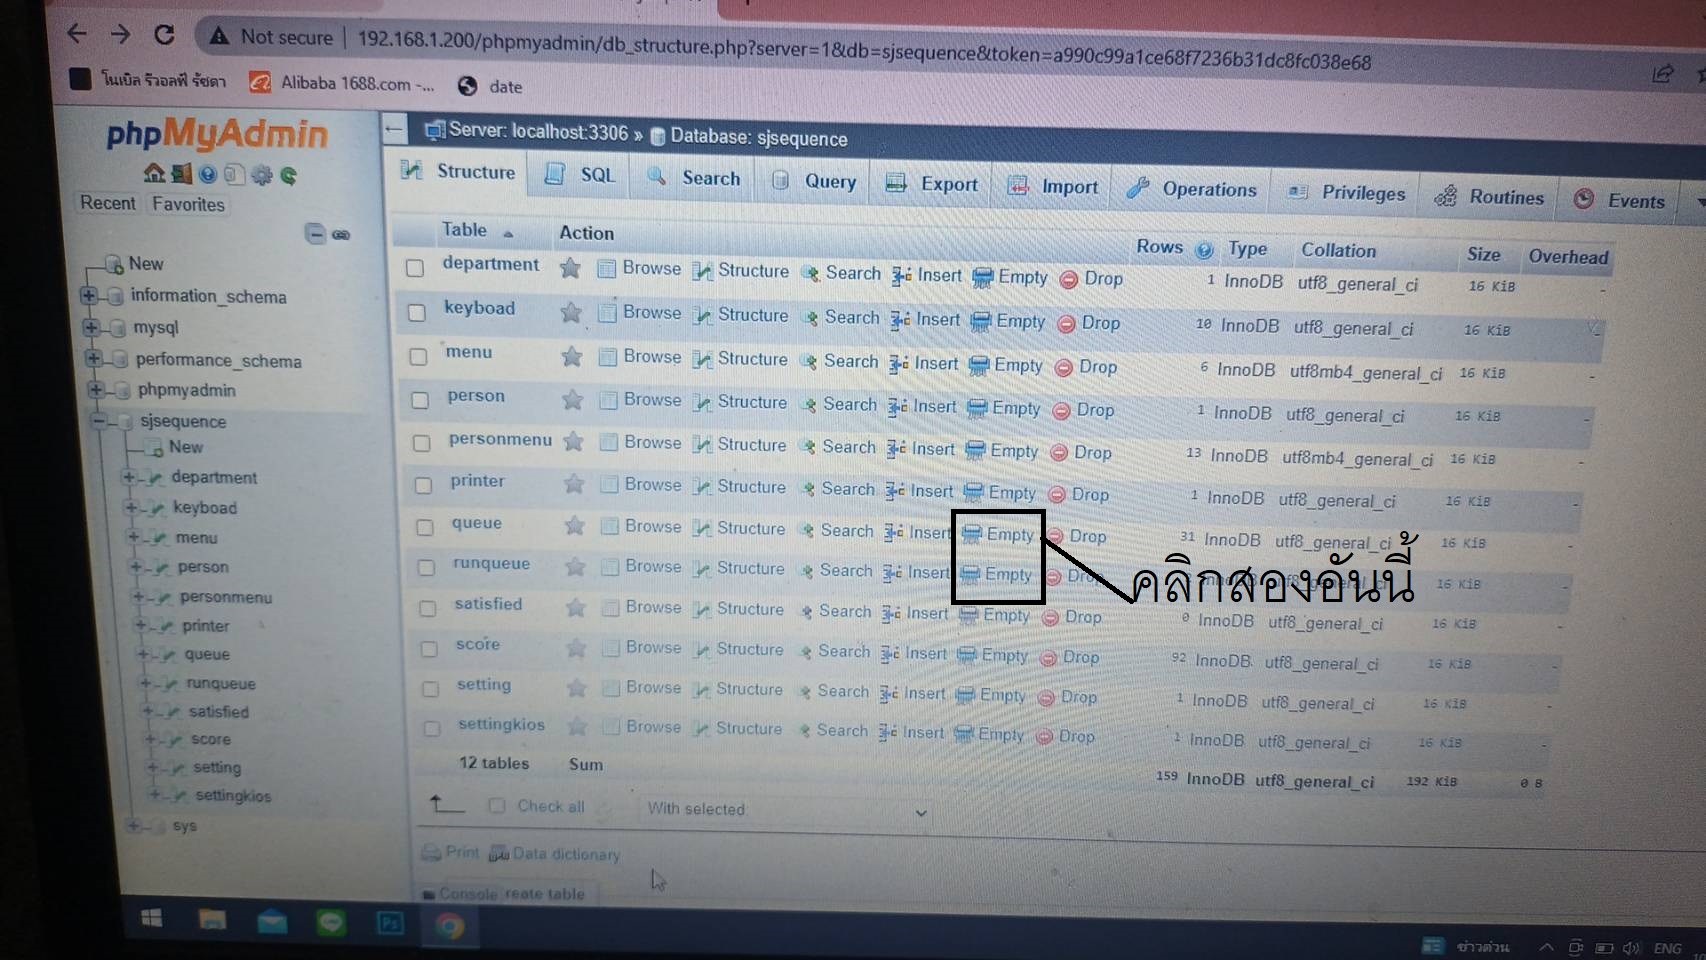 Not secure | 192.168.1.200/phpmyadmin/db_structure.php?server=1&db=sjsequence&token=a990c99a1ce68f7236b31dc8fc038e68
โนเบิล รีวอลฟ์ รัชดา Alibaba 1688.com -... date
phpMyAdmin
Recent Favorites
New
information_schema
mysql
performance_schema
phpmyadmin
sjsequence
New
department
keyboad
menu
person
personmenu
printer
queue
runqueue
satisfied
score
setting
settingkios
sys
Server: localhost:3306 » Database: sjsequence
Structure SQL Search Query Export Import Operations Privileges Routines Events
Table Action Rows Type Collation Size Overhead
department Browse Structure Search Insert Empty Drop 1 InnoDB utf8_general_ci 16 KiB -
keyboad Browse Structure Search Insert Empty Drop 10 InnoDB utf8_general_ci 16 KiB -
menu Browse Structure Search Insert Empty Drop 6 InnoDB utf8mb4_general_ci 16 KiB -
person Browse Structure Search Insert Empty Drop 1 InnoDB utf8_general_ci 16 KiB -
personmenu Browse Structure Search Insert Empty Drop 13 InnoDB utf8mb4_general_ci 16 KiB -
printer Browse Structure Search Insert Empty Drop 1 InnoDB utf8_general_ci 16 KiB -
queue Browse Structure Search Insert Empty Drop 31 InnoDB utf8_general_ci 16 KiB -
runqueue Browse Structure Search Insert Empty Drop utf8_general_ci 16 KiB -
คลิกสองอันนี้
satisfied Browse Structure Search Insert Empty Drop 0 InnoDB utf8_general_ci 16 KiB -
score Browse Structure Search Insert Empty Drop 92 InnoDB utf8_general_ci 16 KiB -
setting Browse Structure Search Insert Empty Drop 1 InnoDB utf8_general_ci 16 KiB -
settingkios Browse Structure Search Insert Empty Drop 1 InnoDB utf8_general_ci 16 KiB -
12 tables Sum 159 InnoDB utf8_general_ci 192 KiB 0 B
Check all With selected
Print Data dictionary
Console reate table
ข่าวด่วน ENG